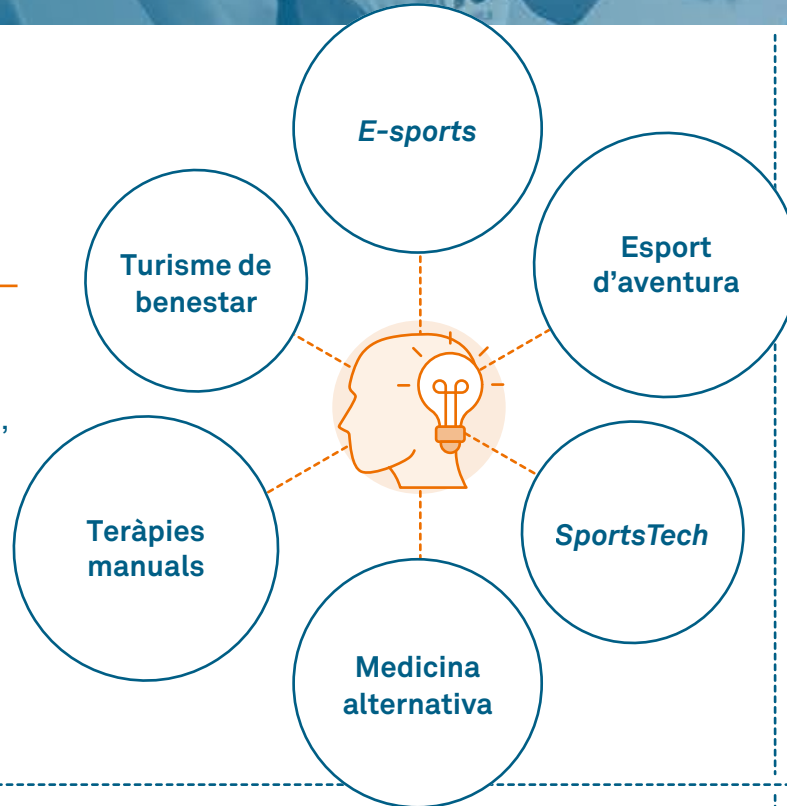 E-sports
Esport
d’aventura
Turisme de
benestar
,
Teràpies
manuals
SportsTech
Medicina
alternativa